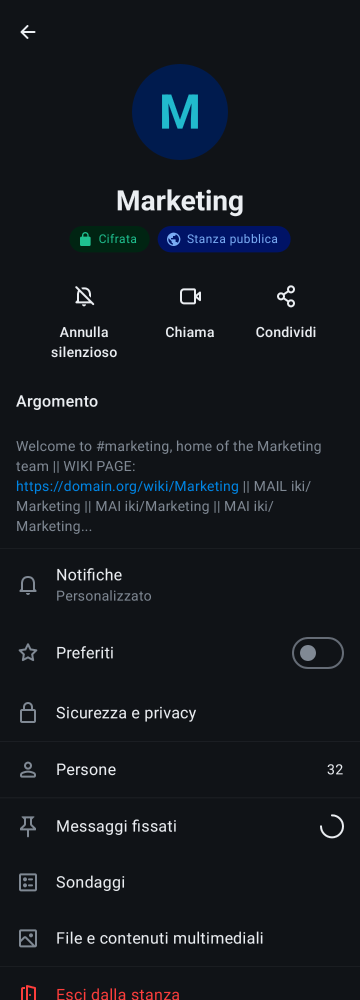 M
Marketing
Cifrata
Stanza pubblica
Annulla
silenzioso
Chiama
Condividi
Argomento
Welcome to #marketing, home of the Marketing
team || WIKI PAGE:
https://domain.org/wiki/Marketing || MAIL iki/
Marketing || MAI iki/Marketing || MAI iki/
Marketing...
Notifiche
Personalizzato
Preferiti
Sicurezza e privacy
Persone
32
Messaggi fissati
Sondaggi
File e contenuti multimediali
Esci dalla stanza